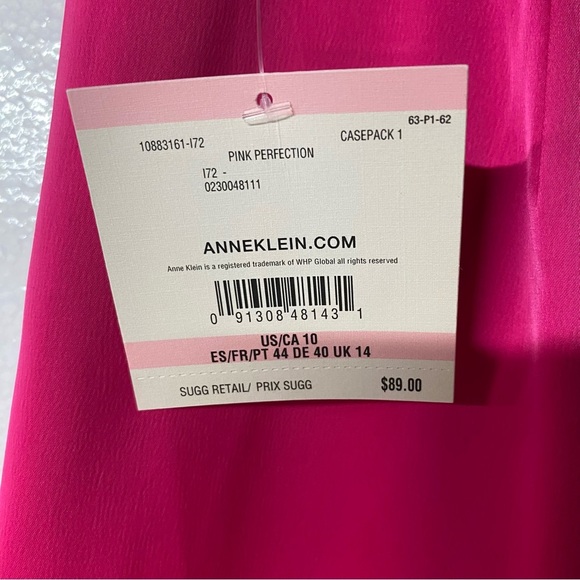 63-P1-62
10883161-I72 CASEPACK 1
PINK PERFECTION
I72 -
0230048111
ANNEKLEIN.COM
Anne Klein is a registered trademark of WHP Global all rights reserved
0 91308 48143 1
US/CA 10
ES/FR/PT 44 DE 40 UK 14
SUGG RETAIL/ PRIX SUGG $89.00